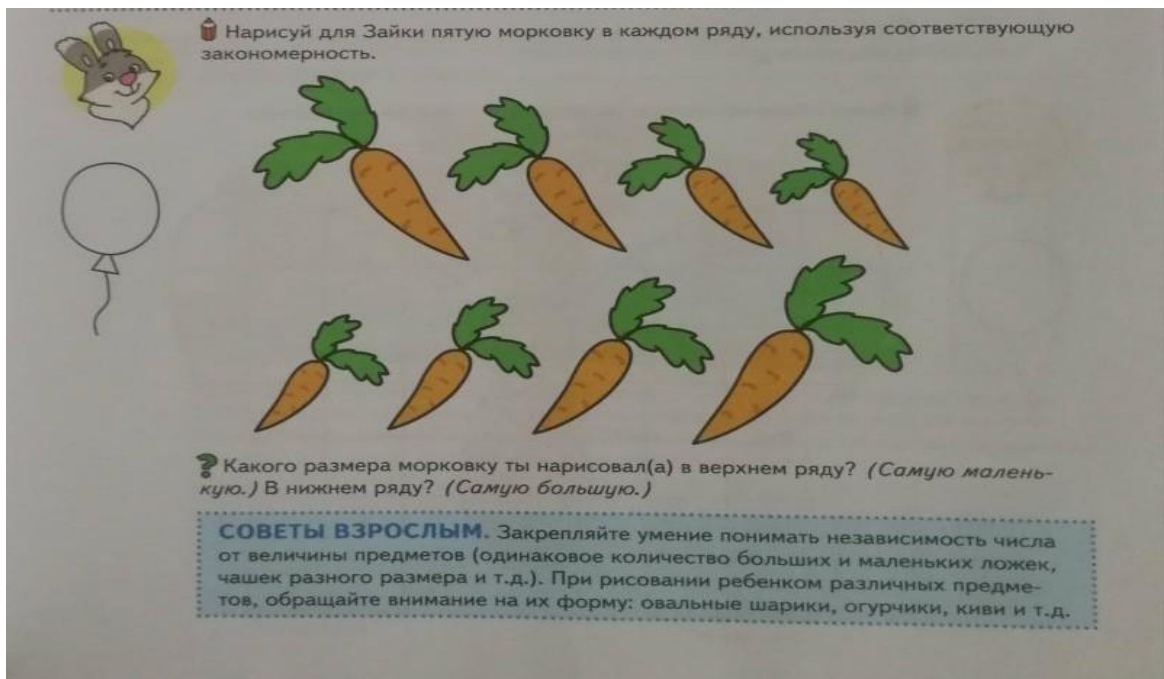 Нарисуй для Зайки пятую морковку в каждом ряду, используя соответствующую
закономерность.
? Какого размера морковку ты нарисовал(а) в верхнем ряду? (Самую малень-
кую.) В нижнем ряду? (Самую большую.)
СОВЕТЫ ВЗРОСЛЫМ. Закрепляйте умение понимать независимость числа
от величины предметов (одинаковое количество больших и маленьких ложек,
чашек разного размера и т.д.). При рисовании ребенком различных предме-
тов, обращайте внимание на их форму: овальные шарики, огурчики, киви и т.д.